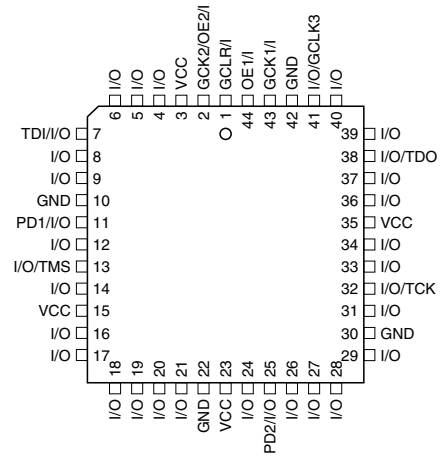 I/O
I/O
I/O
VCC
GCK2/OE2/I
GCLR/I
OE1/I
GCK1/I
GND
I/O/GCLK3
I/O
6
5
4
3
2
1
44
43
42
41
40
TDI/I/O 7
I/O 8
I/O 9
GND 10
PD1/I/O 11
I/O 12
I/O/TMS 13
I/O 14
VCC 15
I/O 16
I/O 17
39 I/O
38 I/O/TDO
37 I/O
36 I/O
35 VCC
34 I/O
33 I/O
32 I/O/TCK
31 I/O
30 GND
29 I/O
18
19
20
21
22
23
24
25
26
27
28
I/O
I/O
I/O
I/O
GND
VCC
I/O
PD2/I/O
I/O
I/O
I/O